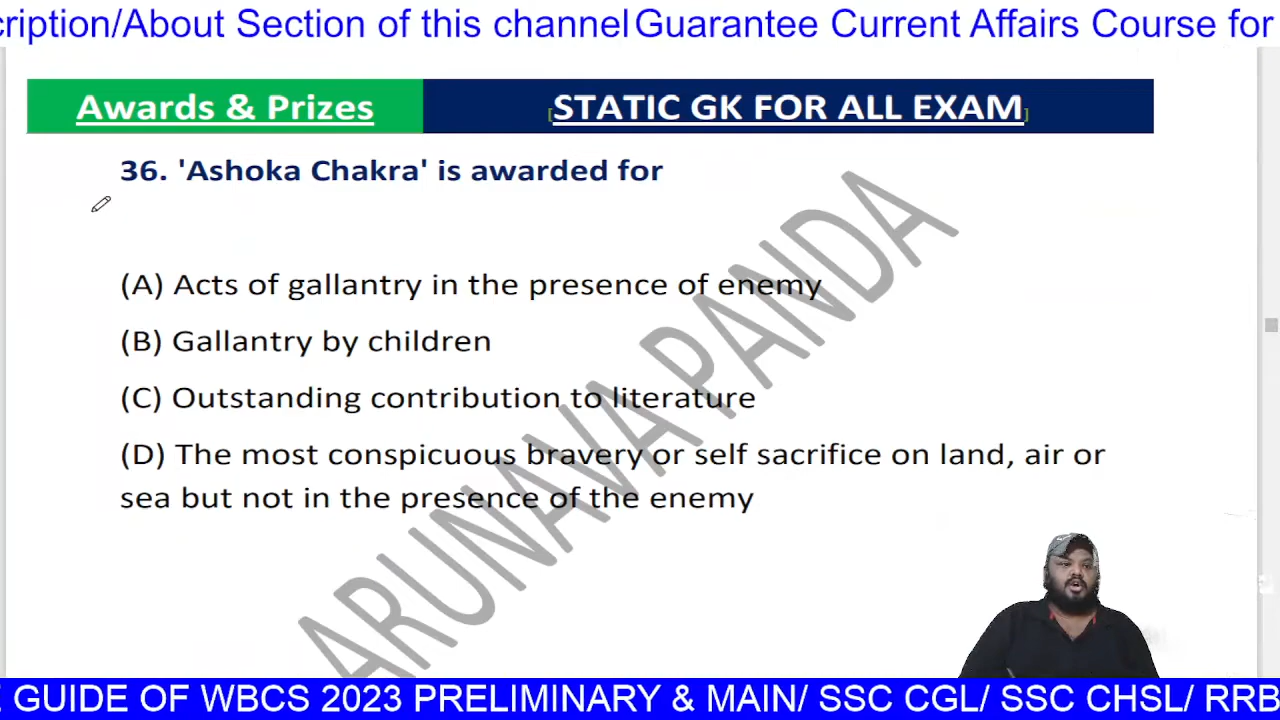 cription/About Section of this channel Guarantee Current Affairs Course for
Awards & Prizes
[STATIC GK FOR ALL EXAM]
36. 'Ashoka Chakra' is awarded for
(A) Acts of gallantry in the presence of enemy
(B) Gallantry by children
(C) Outstanding contribution to literature
(D) The most conspicuous bravery or self sacrifice on land, air or
sea but not in the presence of the enemy
ARUNAVA PANDA
E GUIDE OF WBCS 2023 PRELIMINARY & MAIN/ SSC CGL/ SSC CHSL/ RRB